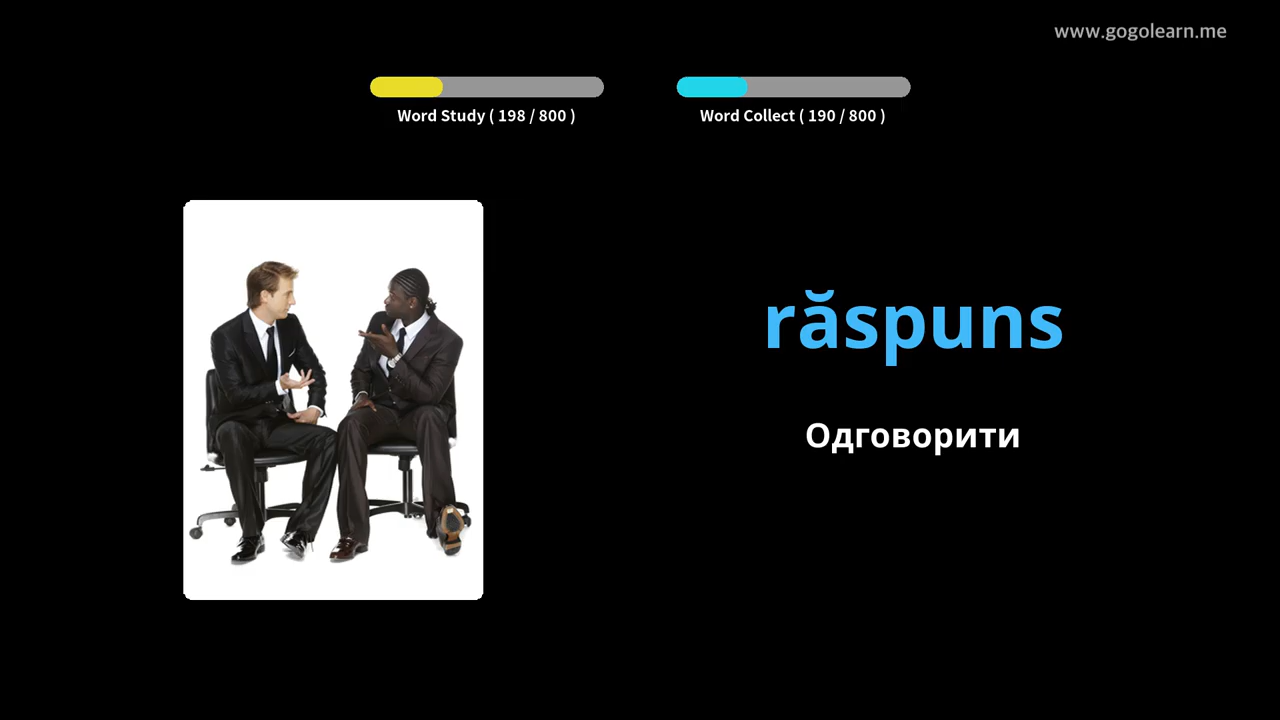 www.gogolearn.me
Word Study ( 198 / 800 )
Word Collect ( 190 / 800 )
răspuns
Одговорити